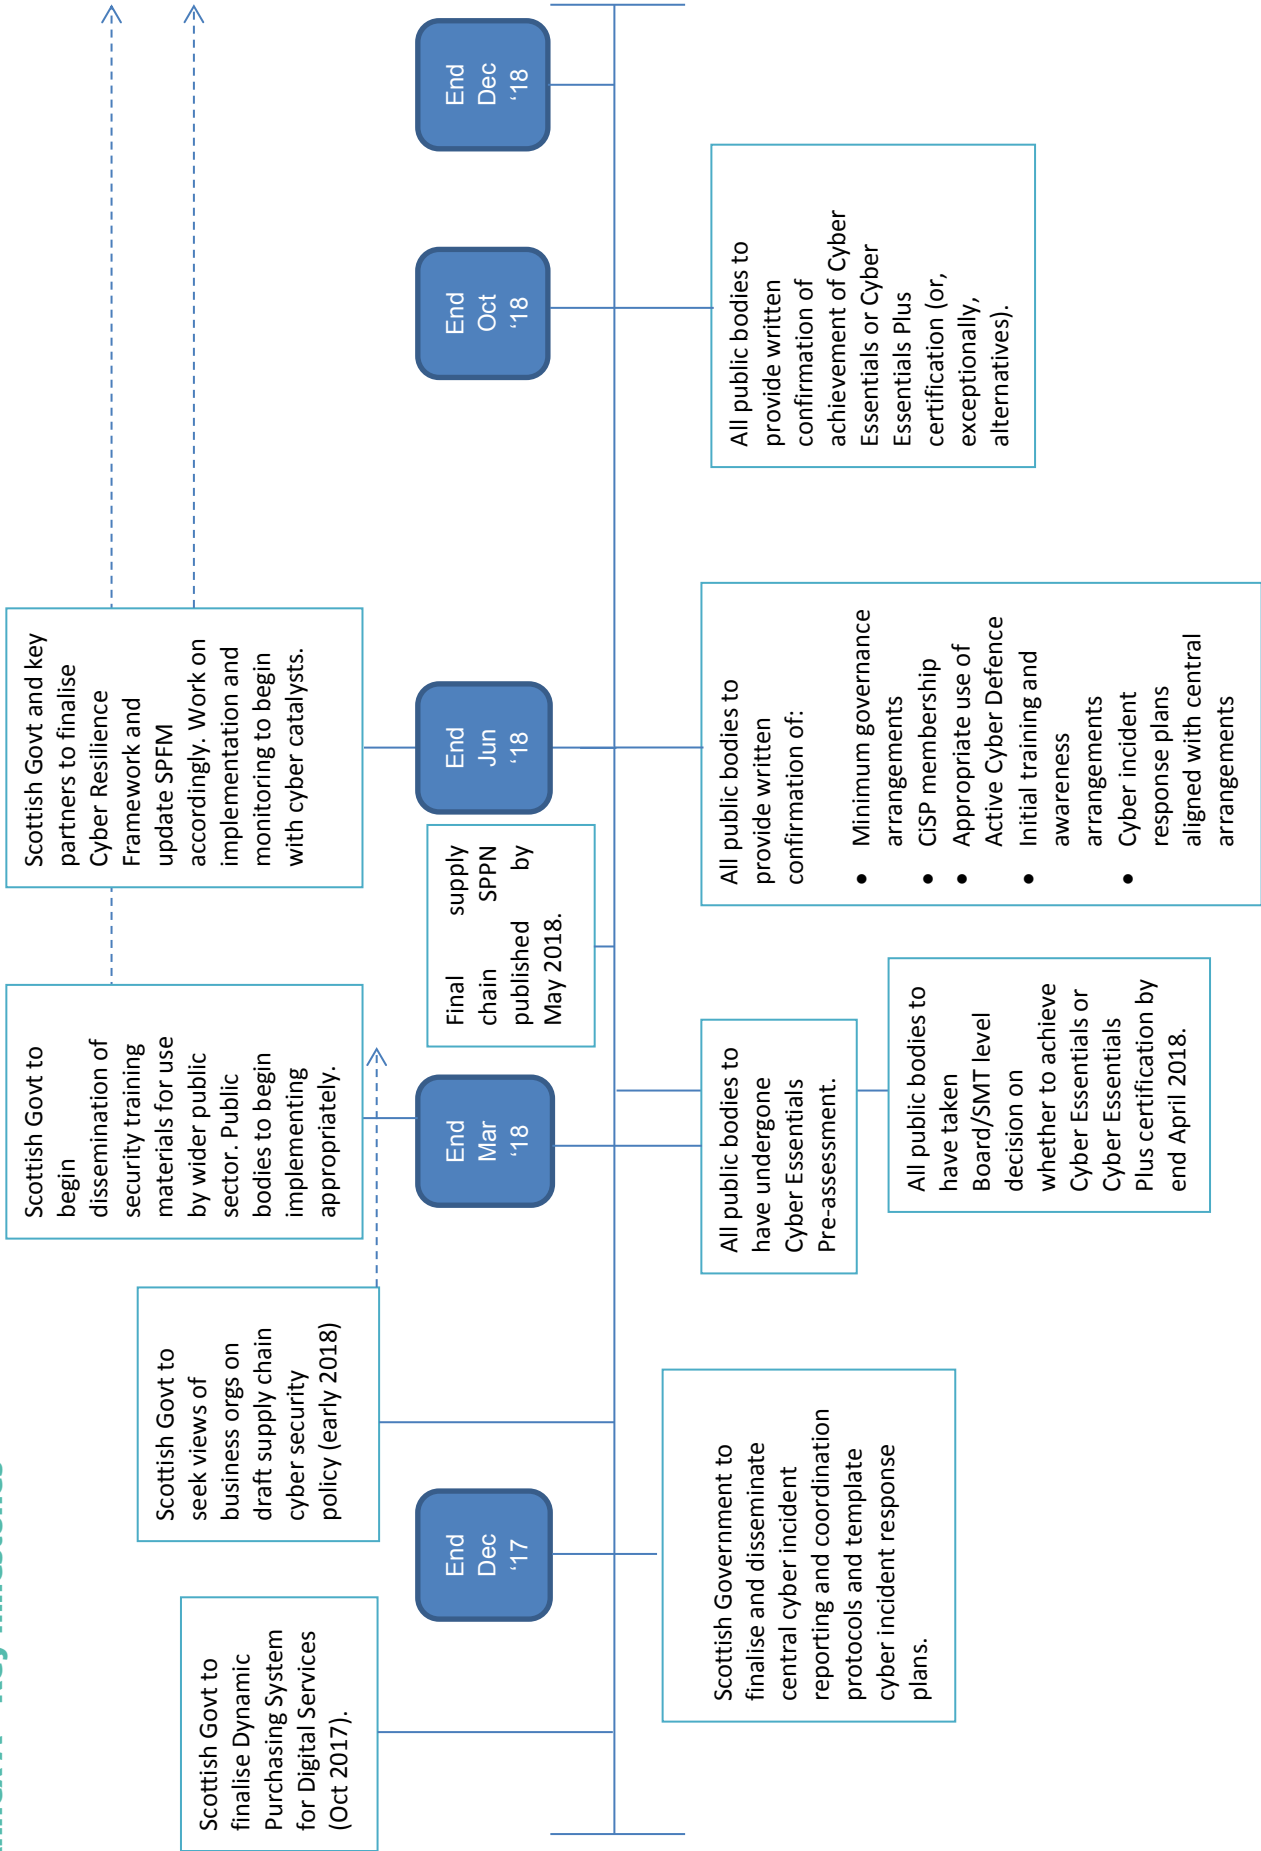 Key Milestones
Scottish Govt to
finalise Dynamic
Purchasing System
for Digital Services
(Oct 2017).
End
Dec
‘17
Scottish Government to
finalise and disseminate
central cyber incident
reporting and coordination
protocols and template
cyber incident response
plans.
Scottish Govt to
seek views of
business orgs on
draft supply chain
cyber security
policy (early 2018)
Scottish Govt to
begin
dissemination of
security training
materials for use
by wider public
sector. Public
bodies to begin
implementing
appropriately.
End
Mar
‘18
All public bodies to
have undergone
Cyber Essentials
Pre-assessment.
All public bodies to
have taken
Board/SMT level
decision on
whether to achieve
Cyber Essentials or
Cyber Essentials
Plus certification by
end April 2018.
Final supply
chain SPPN
published by
May 2018.
Scottish Govt and key
partners to finalise
Cyber Resilience
Framework and
update SPFM
accordingly. Work on
implementation and
monitoring to begin
with cyber catalysts.
End
Jun
‘18
All public bodies to
provide written
confirmation of:
• Minimum governance
arrangements
• CiSP membership
• Appropriate use of
Active Cyber Defence
• Initial training and
awareness
arrangements
• Cyber incident
response plans
aligned with central
arrangements
End
Oct
‘18
All public bodies to
provide written
confirmation of
achievement of Cyber
Essentials or Cyber
Essentials Plus
certification (or,
exceptionally,
alternatives).
End
Dec
‘18